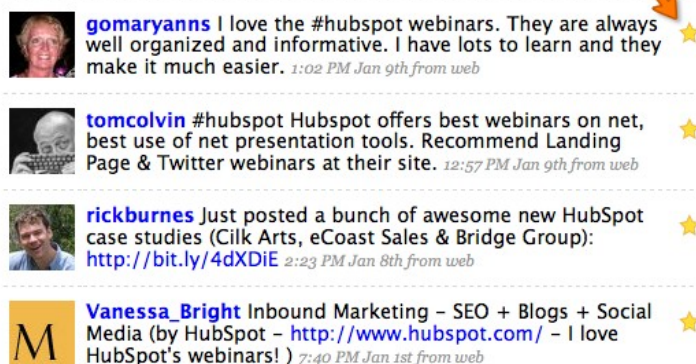 gomaryanns I love the #hubspot webinars. They are always
well organized and informative. I have lots to learn and they
make it much easier. 1:02 PM Jan 9th from web
tomcolvin #hubspot Hubspot offers best webinars on net,
best use of net presentation tools. Recommend Landing
Page & Twitter webinars at their site. 12:57 PM Jan 9th from web
rickburnes Just posted a bunch of awesome new HubSpot
case studies (Cilk Arts, eCoast Sales & Bridge Group):
http://bit.ly/4dXDiE 2:23 PM Jan 8th from web
M
Vanessa_Bright Inbound Marketing – SEO + Blogs + Social
Media (by HubSpot – http://www.hubspot.com/ – I love
HubSpot's webinars! ) 7:40 PM Jan 1st from web